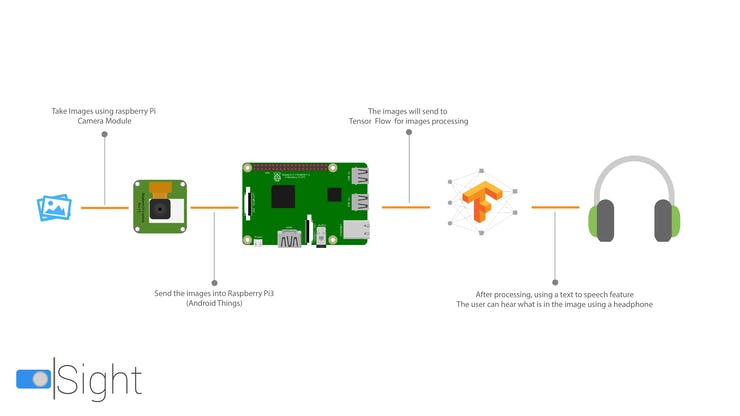 Take Images using raspberry Pi
Camera Module
The images will send to
Tensor Flow for images processing
Send the images into Raspberry Pi3
(Android Things)
After processing, using a text to speech feature
The user can hear what is in the image using a headphone
Sight